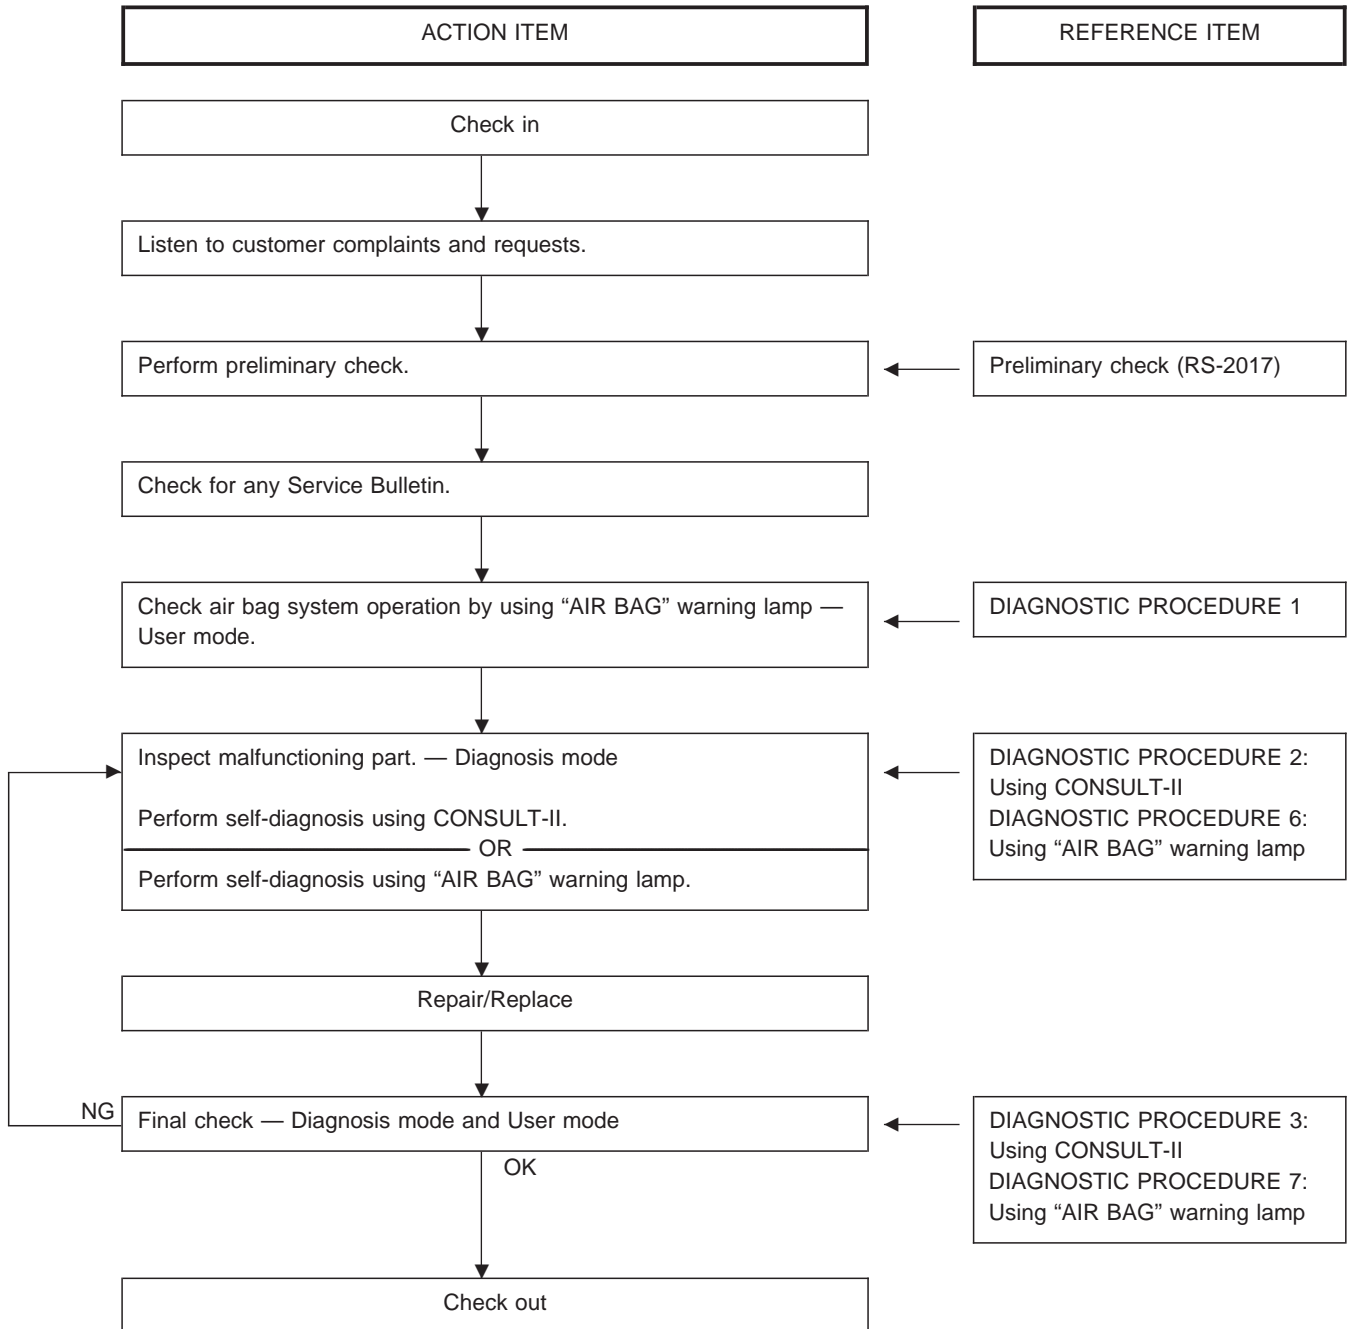 ACTION ITEM
REFERENCE ITEM
Check in
Listen to customer complaints and requests.
Perform preliminary check.
Preliminary check (RS-2017)
Check for any Service Bulletin.
Check air bag system operation by using “AIR BAG” warning lamp —
User mode.
DIAGNOSTIC PROCEDURE 1
Inspect malfunctioning part. — Diagnosis mode
Perform self-diagnosis using CONSULT-II.
OR
Perform self-diagnosis using “AIR BAG” warning lamp.
DIAGNOSTIC PROCEDURE 2:
Using CONSULT-II
DIAGNOSTIC PROCEDURE 6:
Using “AIR BAG” warning lamp
Repair/Replace
NG
Final check — Diagnosis mode and User mode
OK
DIAGNOSTIC PROCEDURE 3:
Using CONSULT-II
DIAGNOSTIC PROCEDURE 7:
Using “AIR BAG” warning lamp
Check out